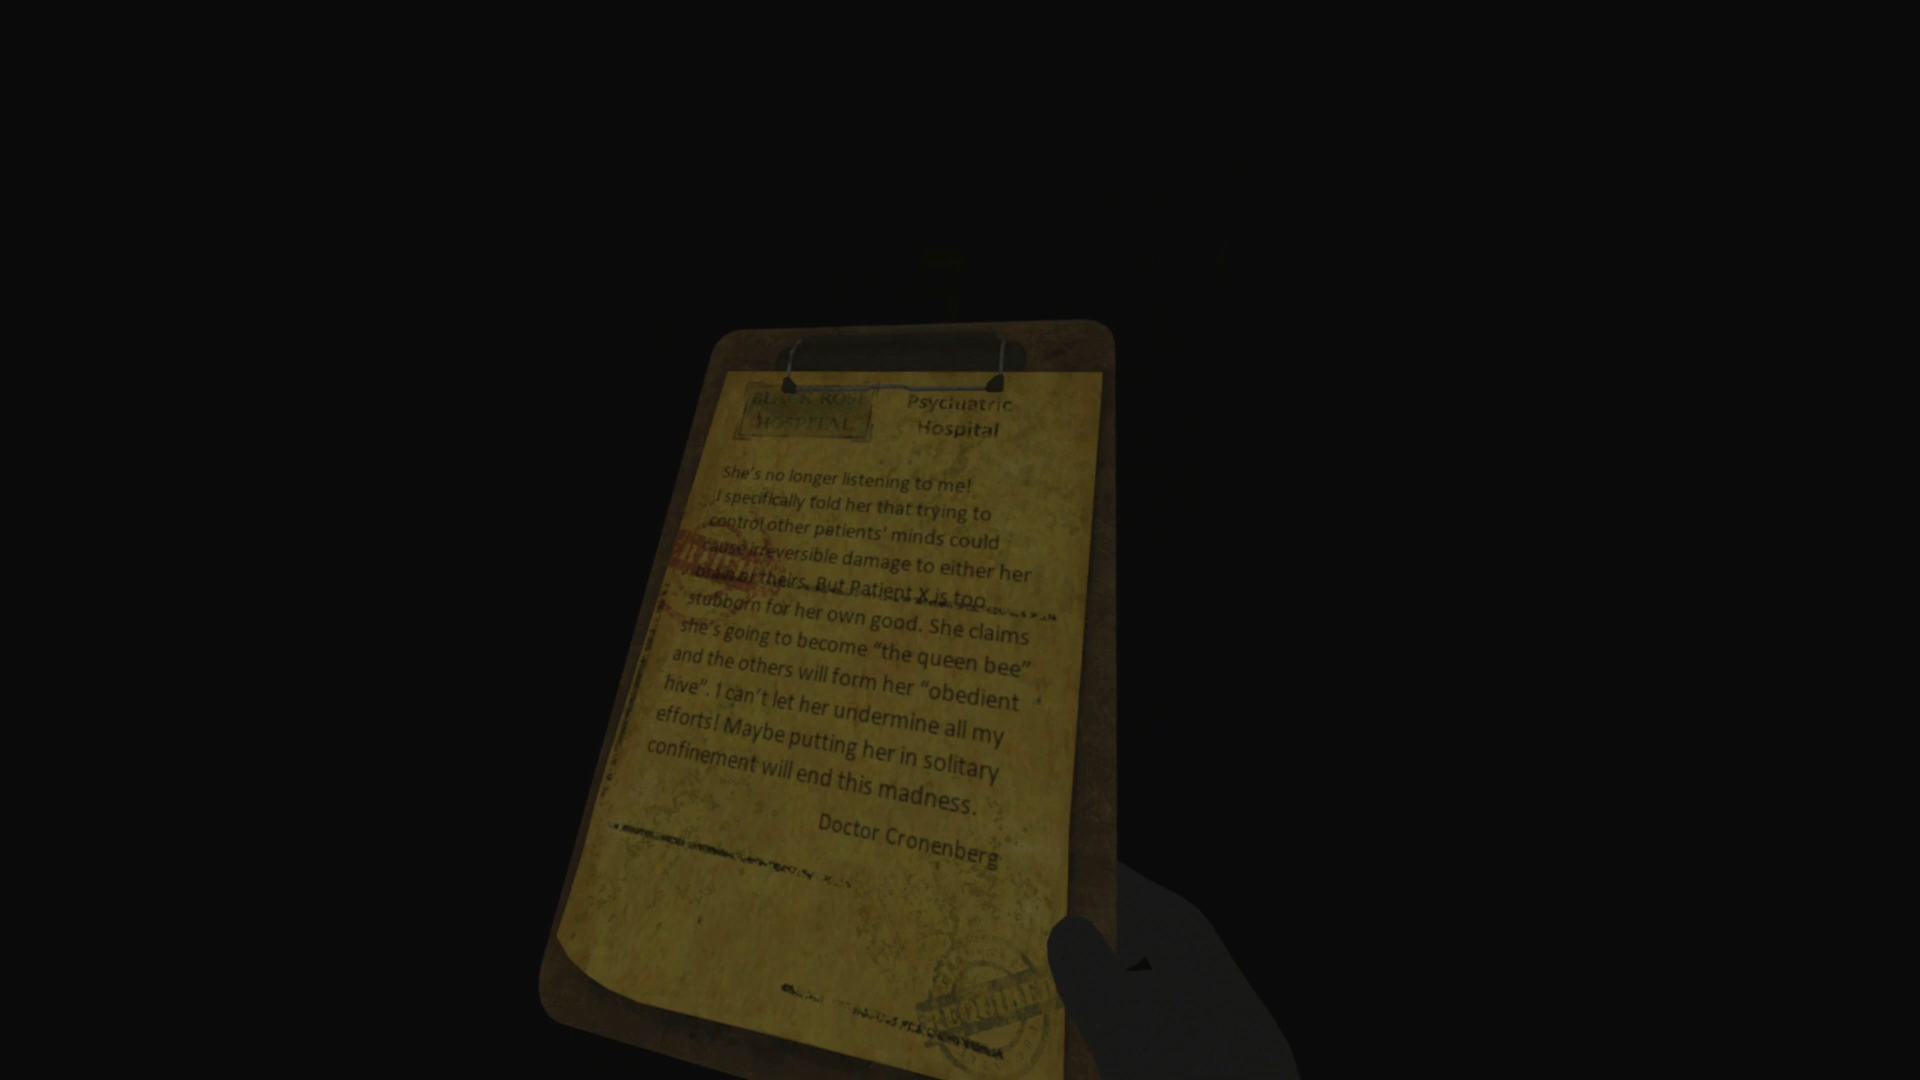 BLACK ROSE
HOSPITAL
Psychiatric
Hospital
She's no longer listening to me!
I specifically told her that trying to
control other patients' minds could
cause irreversible damage to either her
brain or theirs. But Patient X is too
stubborn for her own good. She claims
she's going to become “the queen bee”
and the others will form her “obedient
hive”. I can't let her undermine all my
efforts! Maybe putting her in solitary
confinement will end this madness.
Doctor Cronenberg